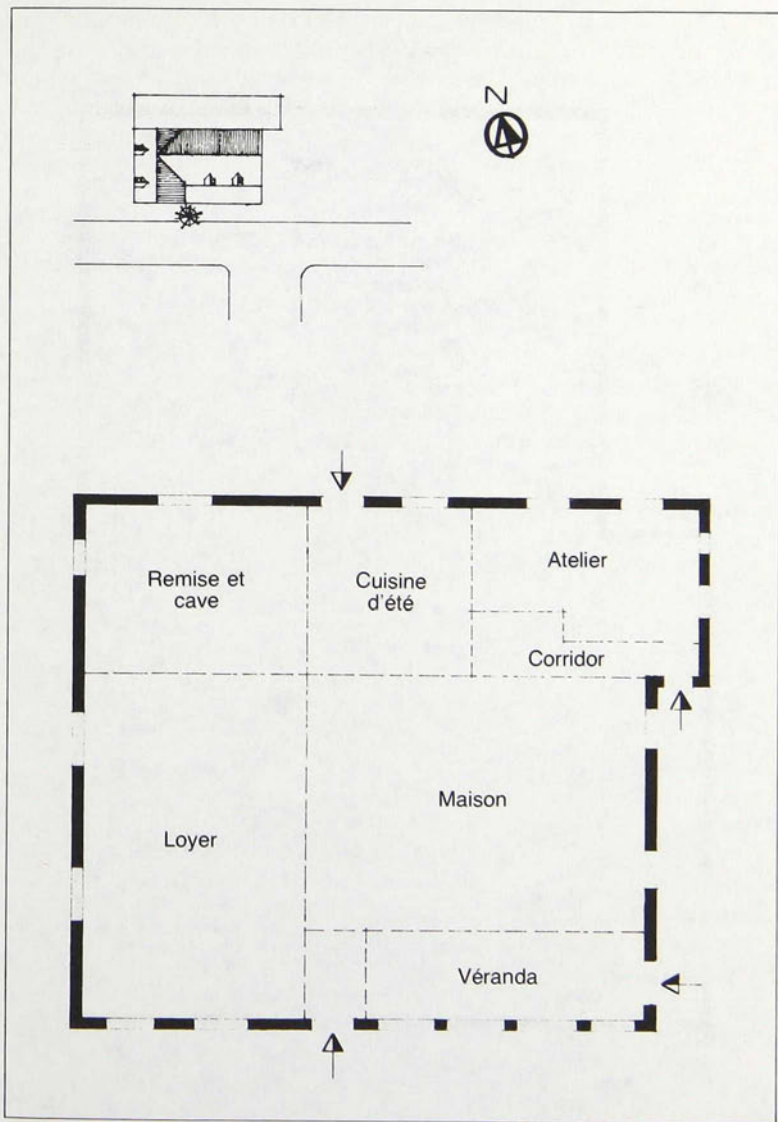 N
Remise et
cave
Cuisine
d'été
Atelier
Corridor
Maison
Loyer
Véranda